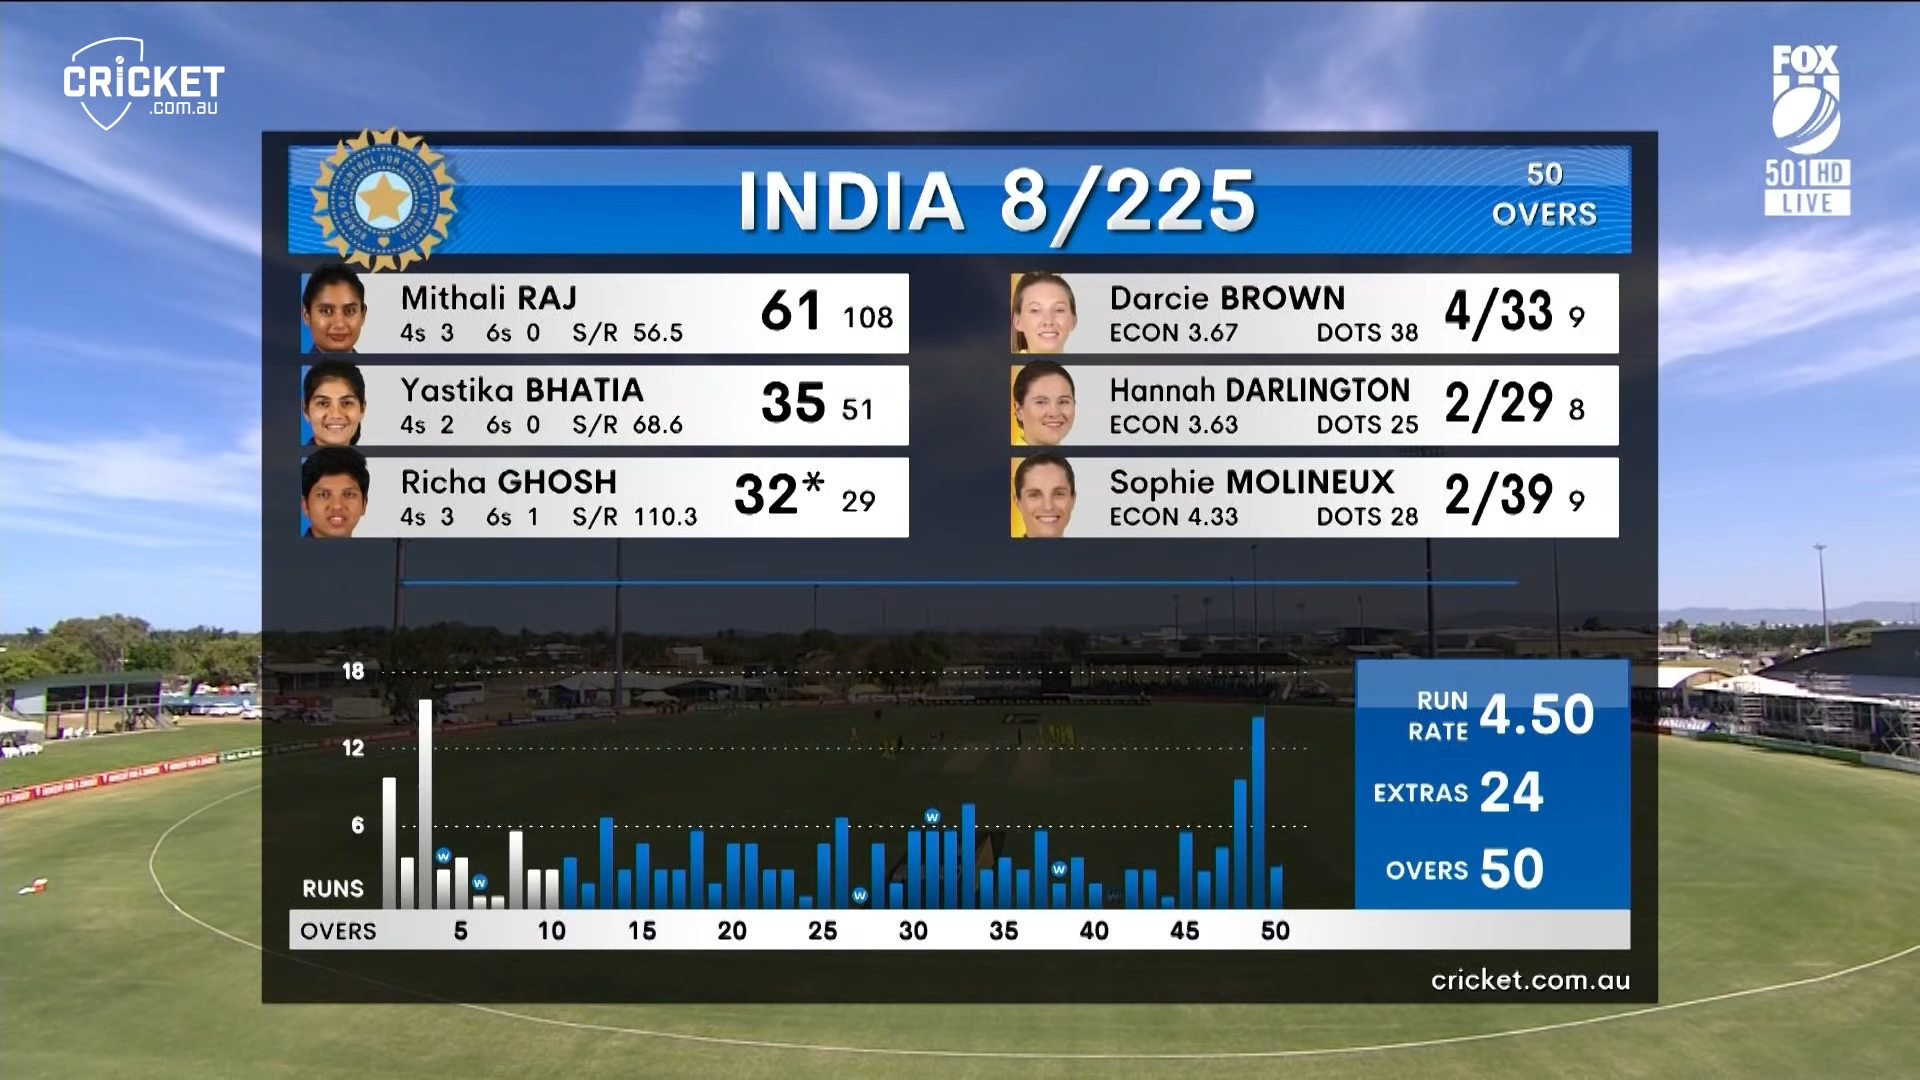 CRICKET
.com.au
FOX
501 HD
LIVE
INDIA 8/225
50
OVERS
Mithali RAJ 61 108
4s 3 6s 0 S/R 56.5
Yastika BHATIA 35 51
4s 2 6s 0 S/R 68.6
Richa GHOSH 32* 29
4s 3 6s 1 S/R 110.3
Darcie BROWN 4/33 9
ECON 3.67 DOTS 38
Hannah DARLINGTON 2/29 8
ECON 3.63 DOTS 25
Sophie MOLINEUX 2/39 9
ECON 4.33 DOTS 28
18
12
6
RUNS
W
W
W
W
W
OVERS 5 10 15 20 25 30 35 40 45 50
RUN
RATE 4.50
EXTRAS 24
OVERS 50
cricket.com.au